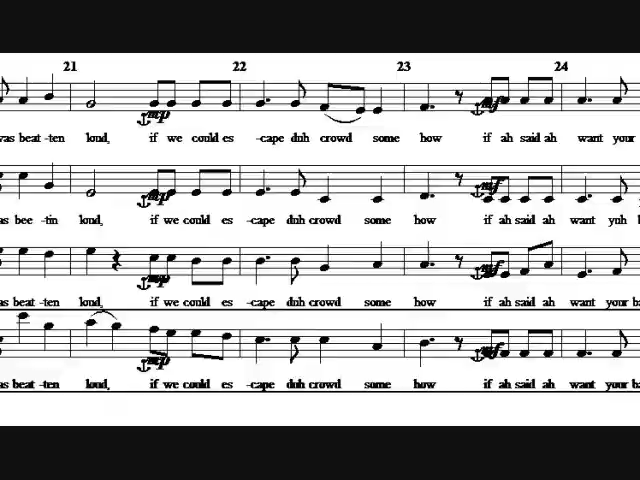 21 22 23 24
mp mf
was beat -ten loud, if we could es -cape duh crowd some how if ah said ah want your
mp mf
as bee -tin loud, if we could es -cape duh crowd some how if ah said ah want yuh b
mp mf
as beat -ten loud, if we could es -cape duh crowd some how if ah said ah want your ba
mp mf
as beat -ten loud, if we could es -cape duh crowd some how if ah said ah want your ba